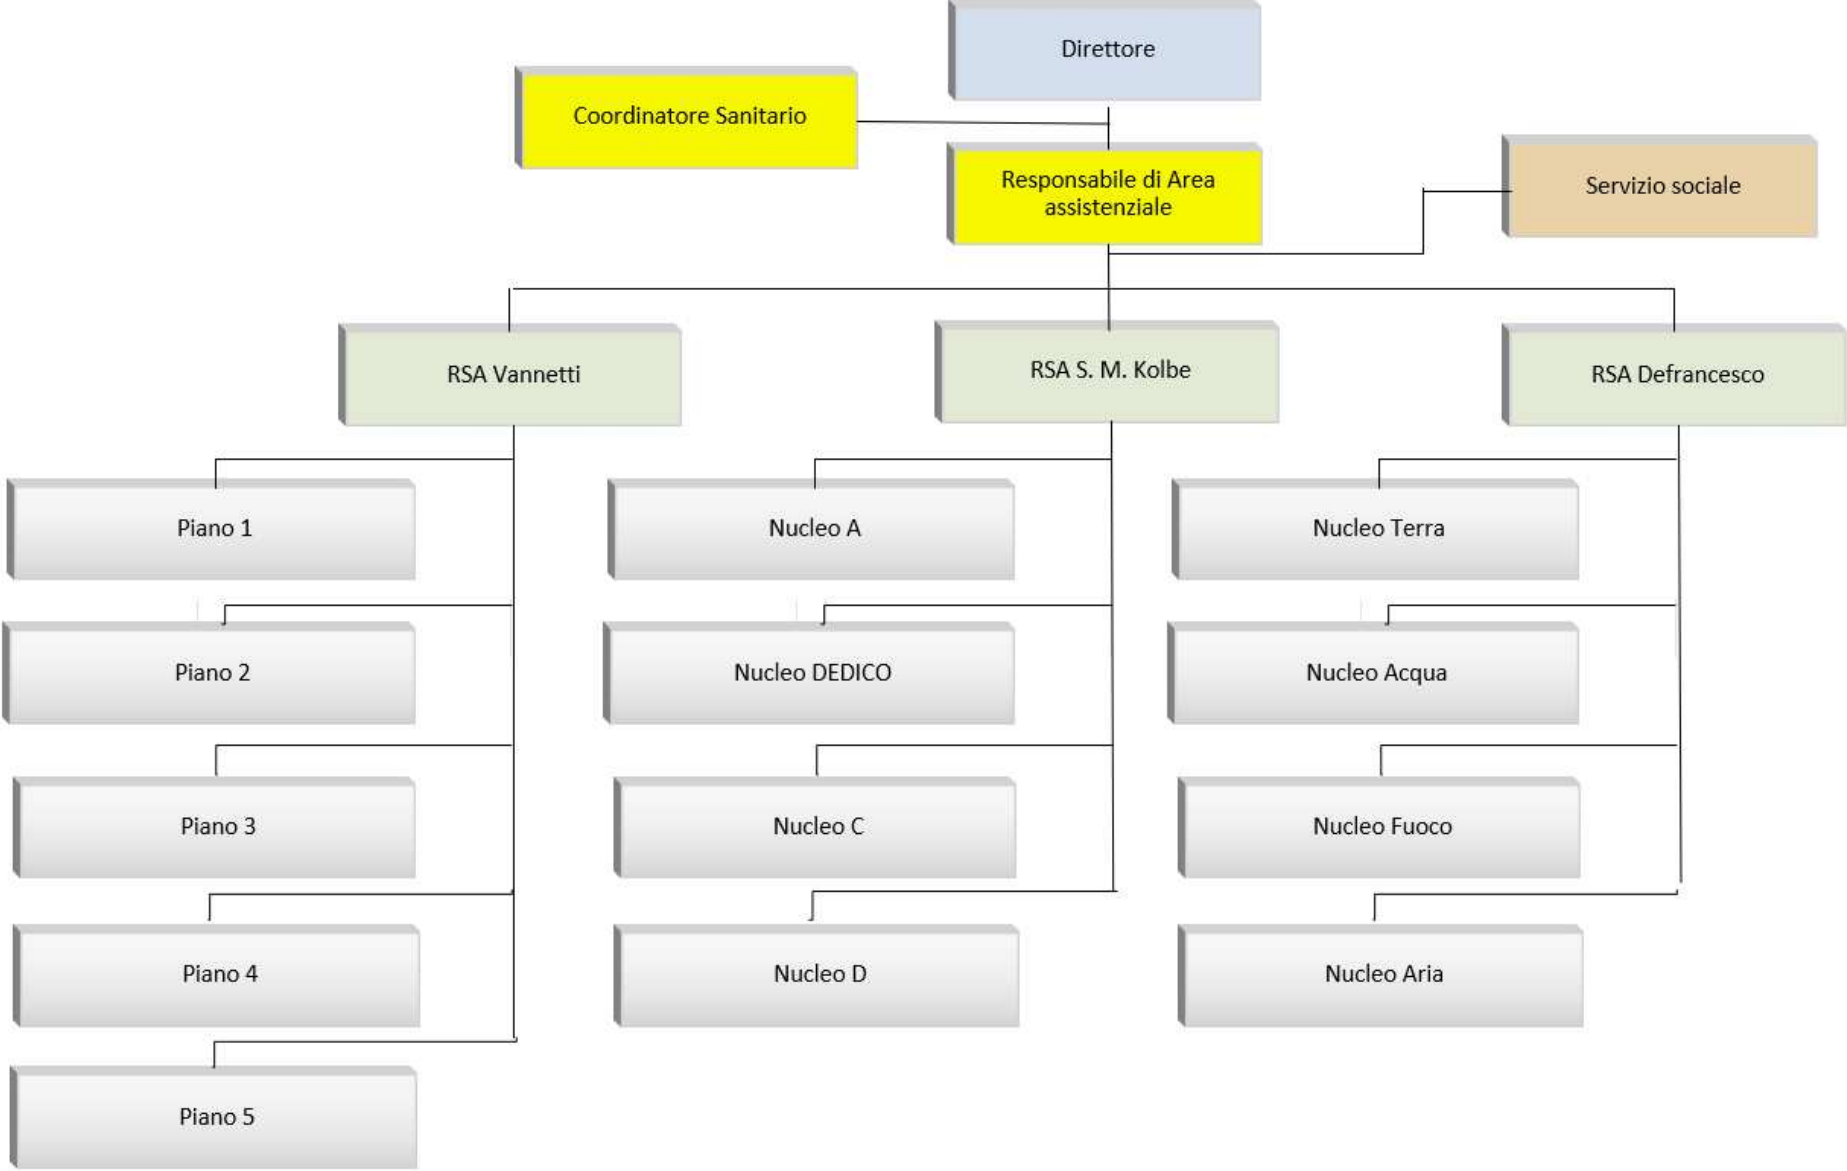 Direttore
Coordinatore Sanitario
Responsabile di Area
assistenziale
Servizio sociale
RSA Vannetti
RSA S. M. Kolbe
RSA Defrancesco
Piano 1
Nucleo A
Nucleo Terra
Piano 2
Nucleo DEDICO
Nucleo Acqua
Piano 3
Nucleo C
Nucleo Fuoco
Piano 4
Nucleo D
Nucleo Aria
Piano 5